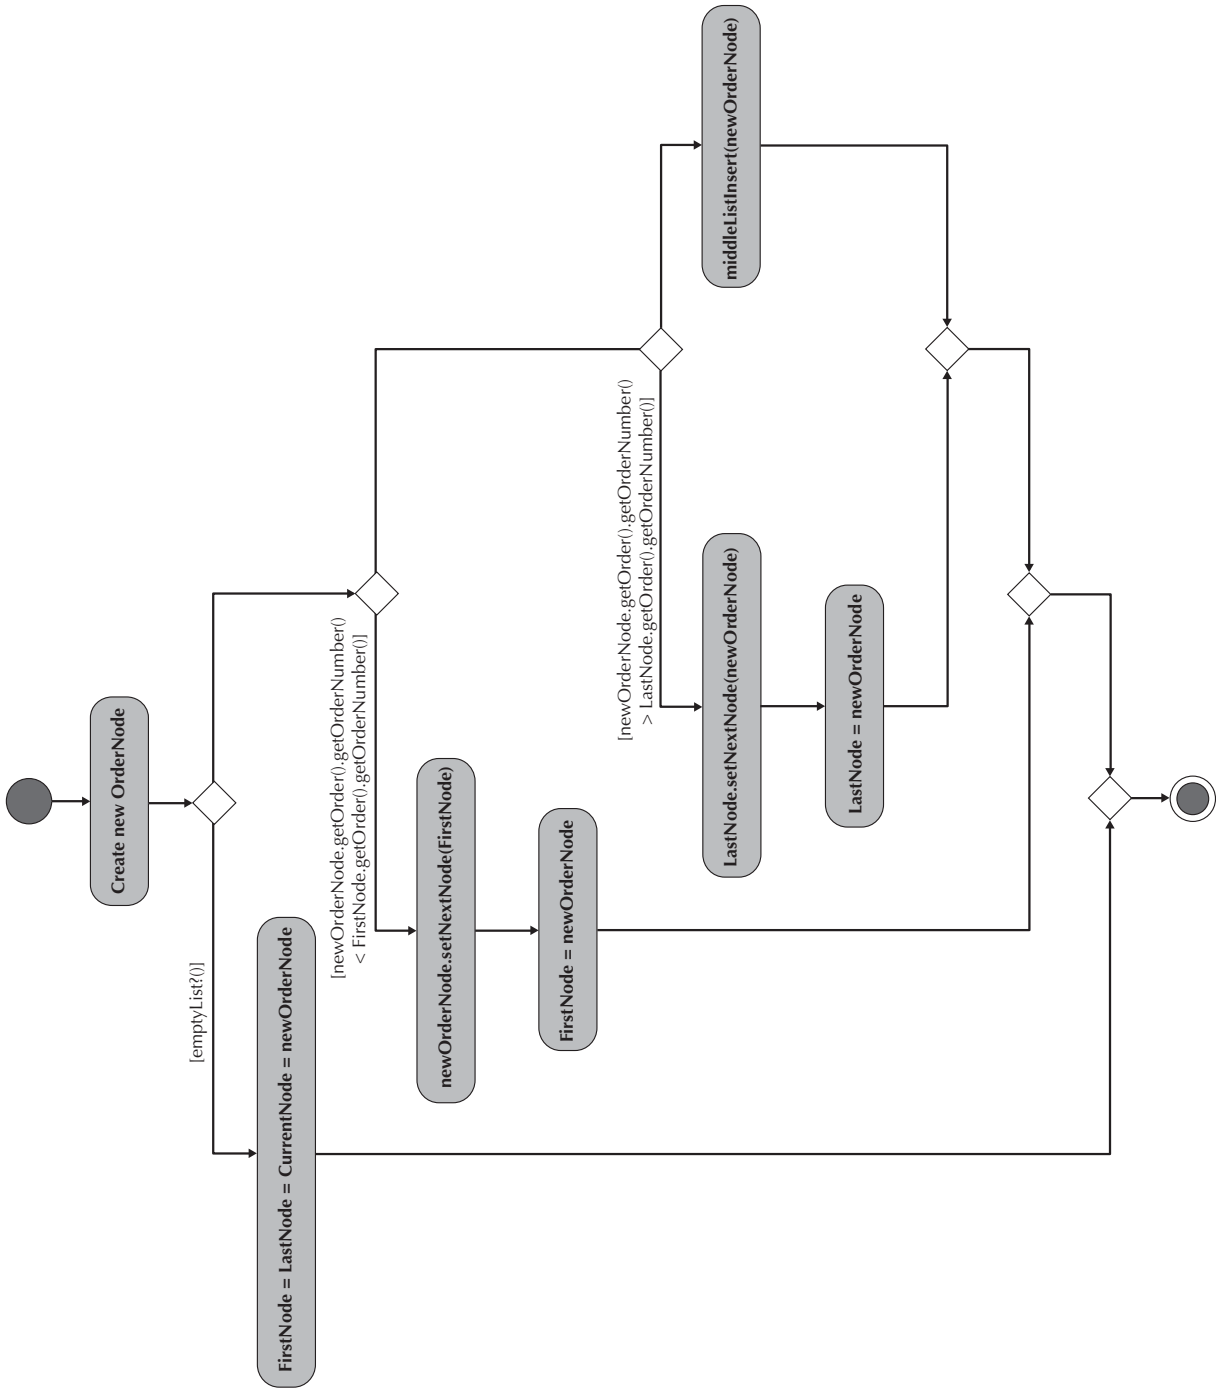 Create new OrderNode
[emptyList?()]
FirstNode = LastNode = CurrentNode = newOrderNode
[newOrderNode.getOrder().getOrderNumber()
< FirstNode.getOrder().getOrderNumber()]
newOrderNode.setNextNode(FirstNode)
FirstNode = newOrderNode
[newOrderNode.getOrder().getOrderNumber()
> LastNode.getOrder().getOrderNumber()]
LastNode.setNextNode(newOrderNode)
LastNode = newOrderNode
middleListInsert(newOrderNode)